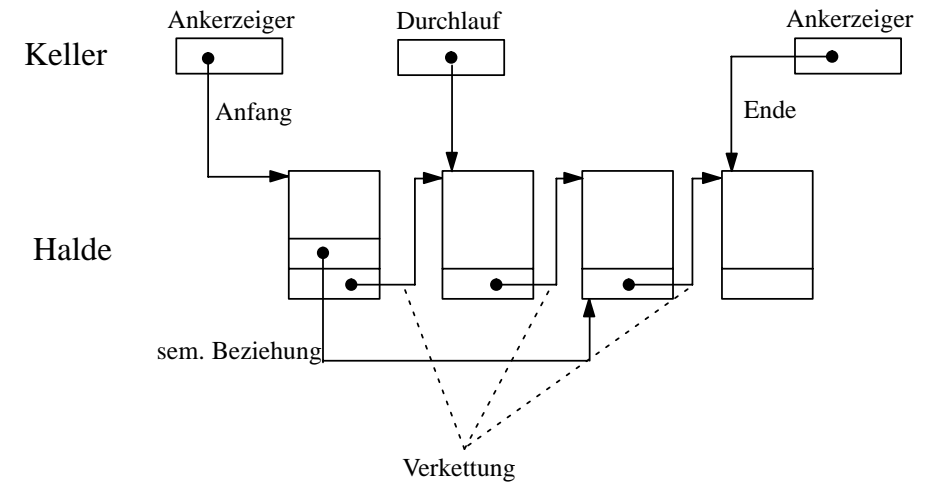 Ankerzeiger
Durchlauf
Ankerzeiger
Keller
Anfang
Ende
Halde
sem. Beziehung
Verkettung